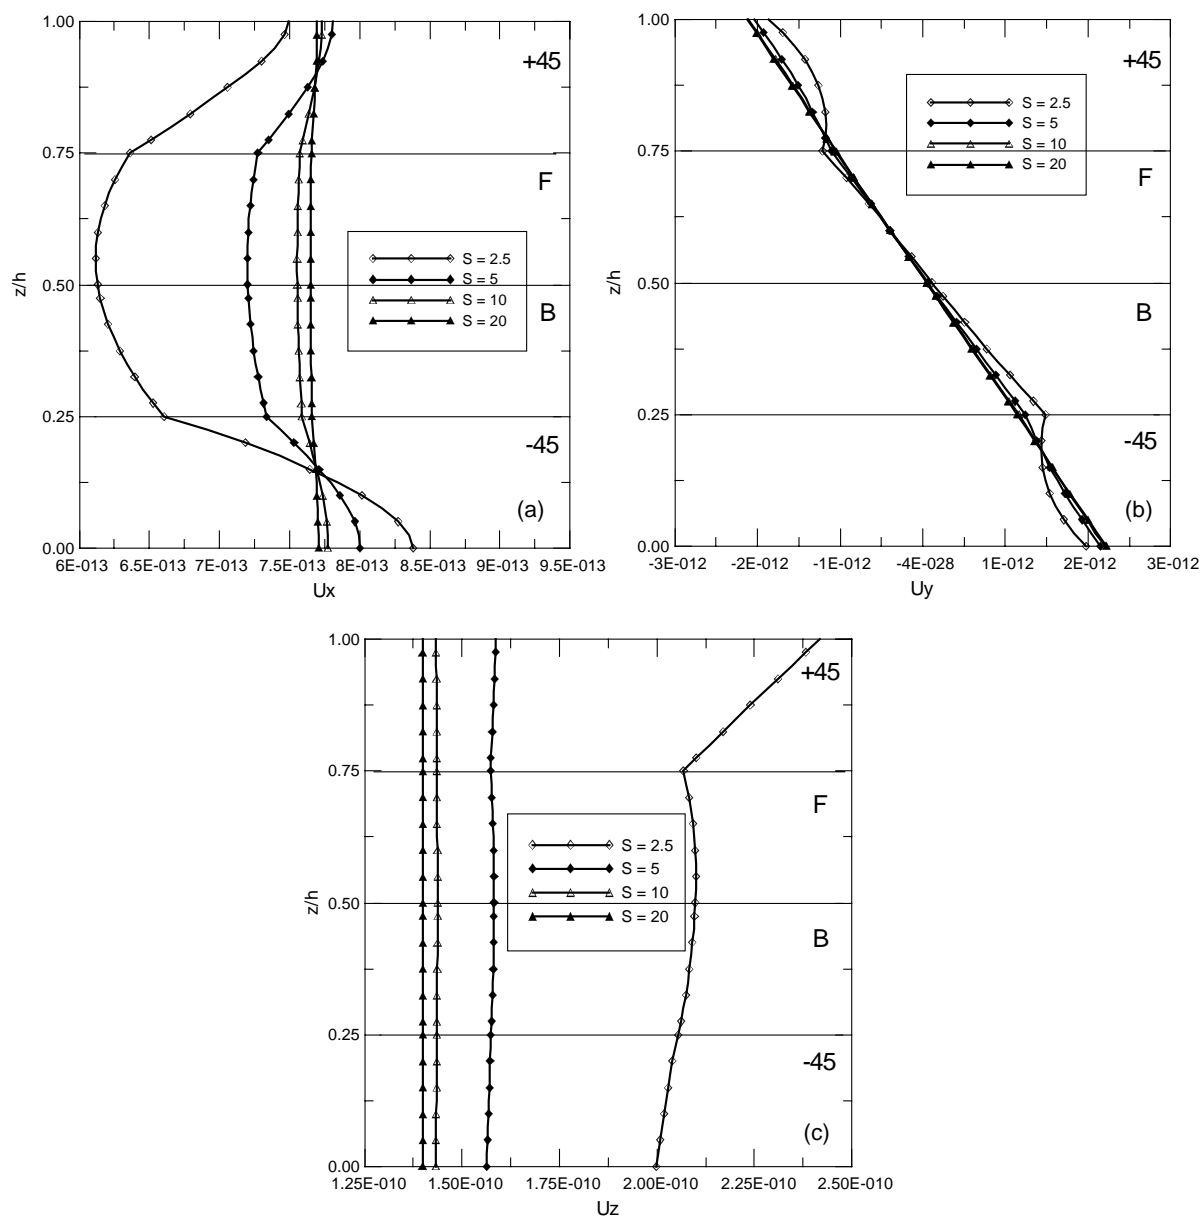 1.00
0.75
0.50
0.25
0.00
z/h
+45
F
B
-45
S = 2.5
S = 5
S = 10
S = 20
(a)
6E-013 6.5E-013 7.5E-013 8E-013 8.5E-013 9E-013 9.5E-013
Ux
1.00
0.75
0.50
0.25
0.00
z/h
+45
F
B
-45
S = 2.5
S = 5
S = 10
S = 20
(b)
-3E-012 -2E-012 -1E-012 -4E-028 1E-012 2E-012 3E-012
Uy
1.00
0.75
0.50
0.25
0.00
z/h
+45
F
B
-45
S = 2.5
S = 5
S = 10
S = 20
(c)
1.25E-010 1.50E-010 1.75E-010 2.00E-010 2.25E-010 2.50E-010
Uz